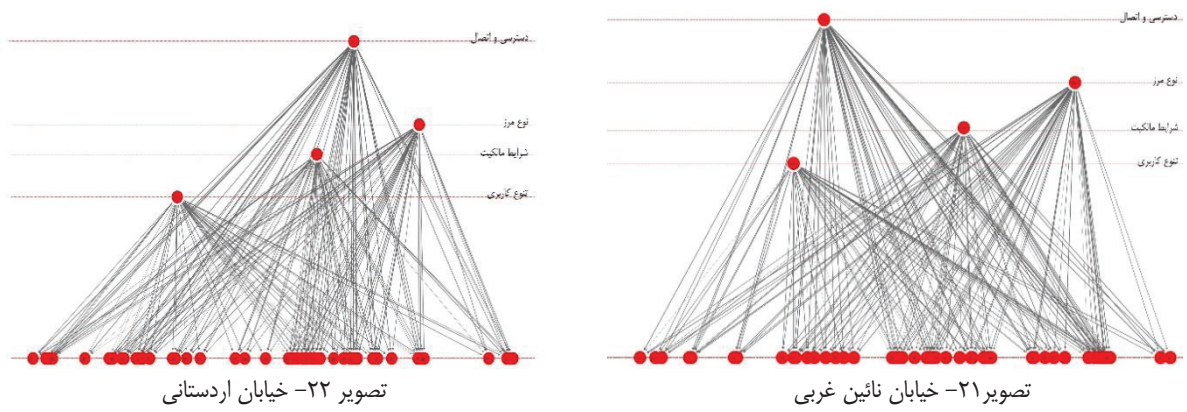 دسترسی و اتصال
نوع مرز
شرایط مالکیت
تنوع کاربری
تصویر۲۱- خیابان نائین غربی
دسترسی و اتصال
نوع مرز
شرایط مالکیت
تنوع کاربری
تصویر ۲۲- خیابان اردستانی